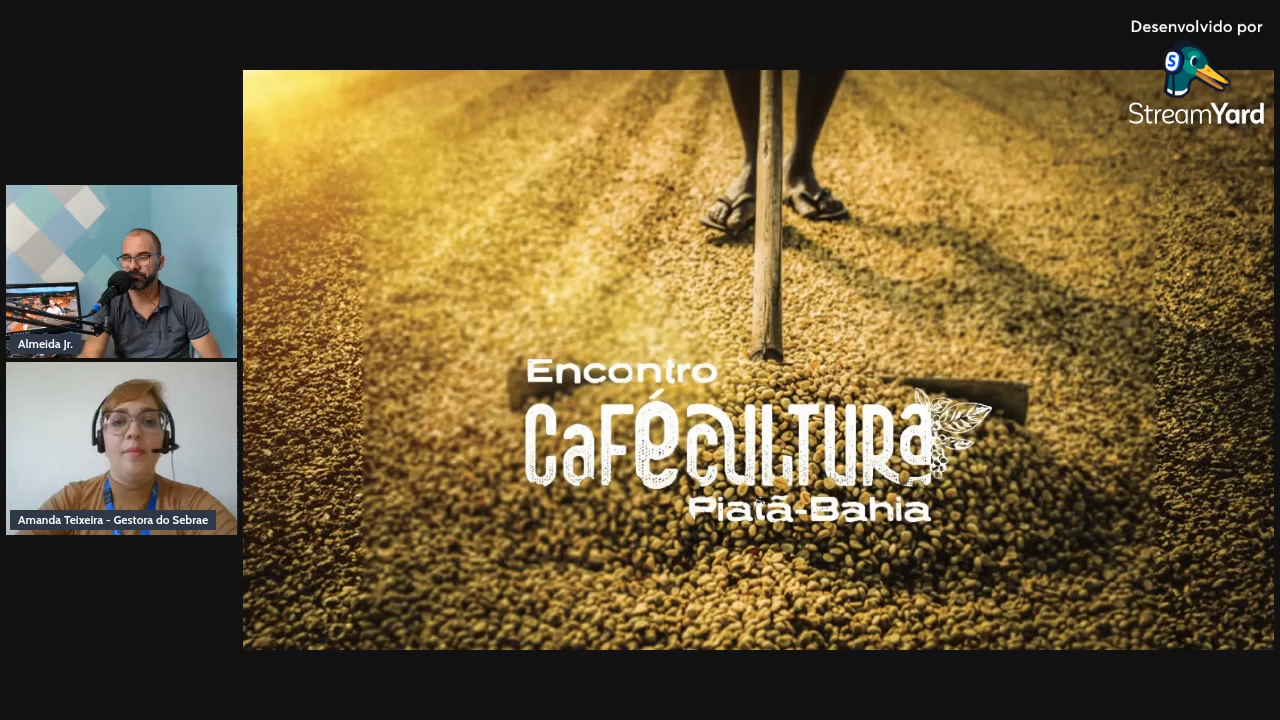 Desenvolvido por
S
StreamYard
Almeida Jr.
Amanda Teixeira - Gestora do Sebrae
Encontro
Cafécultura
Piatã-Bahia